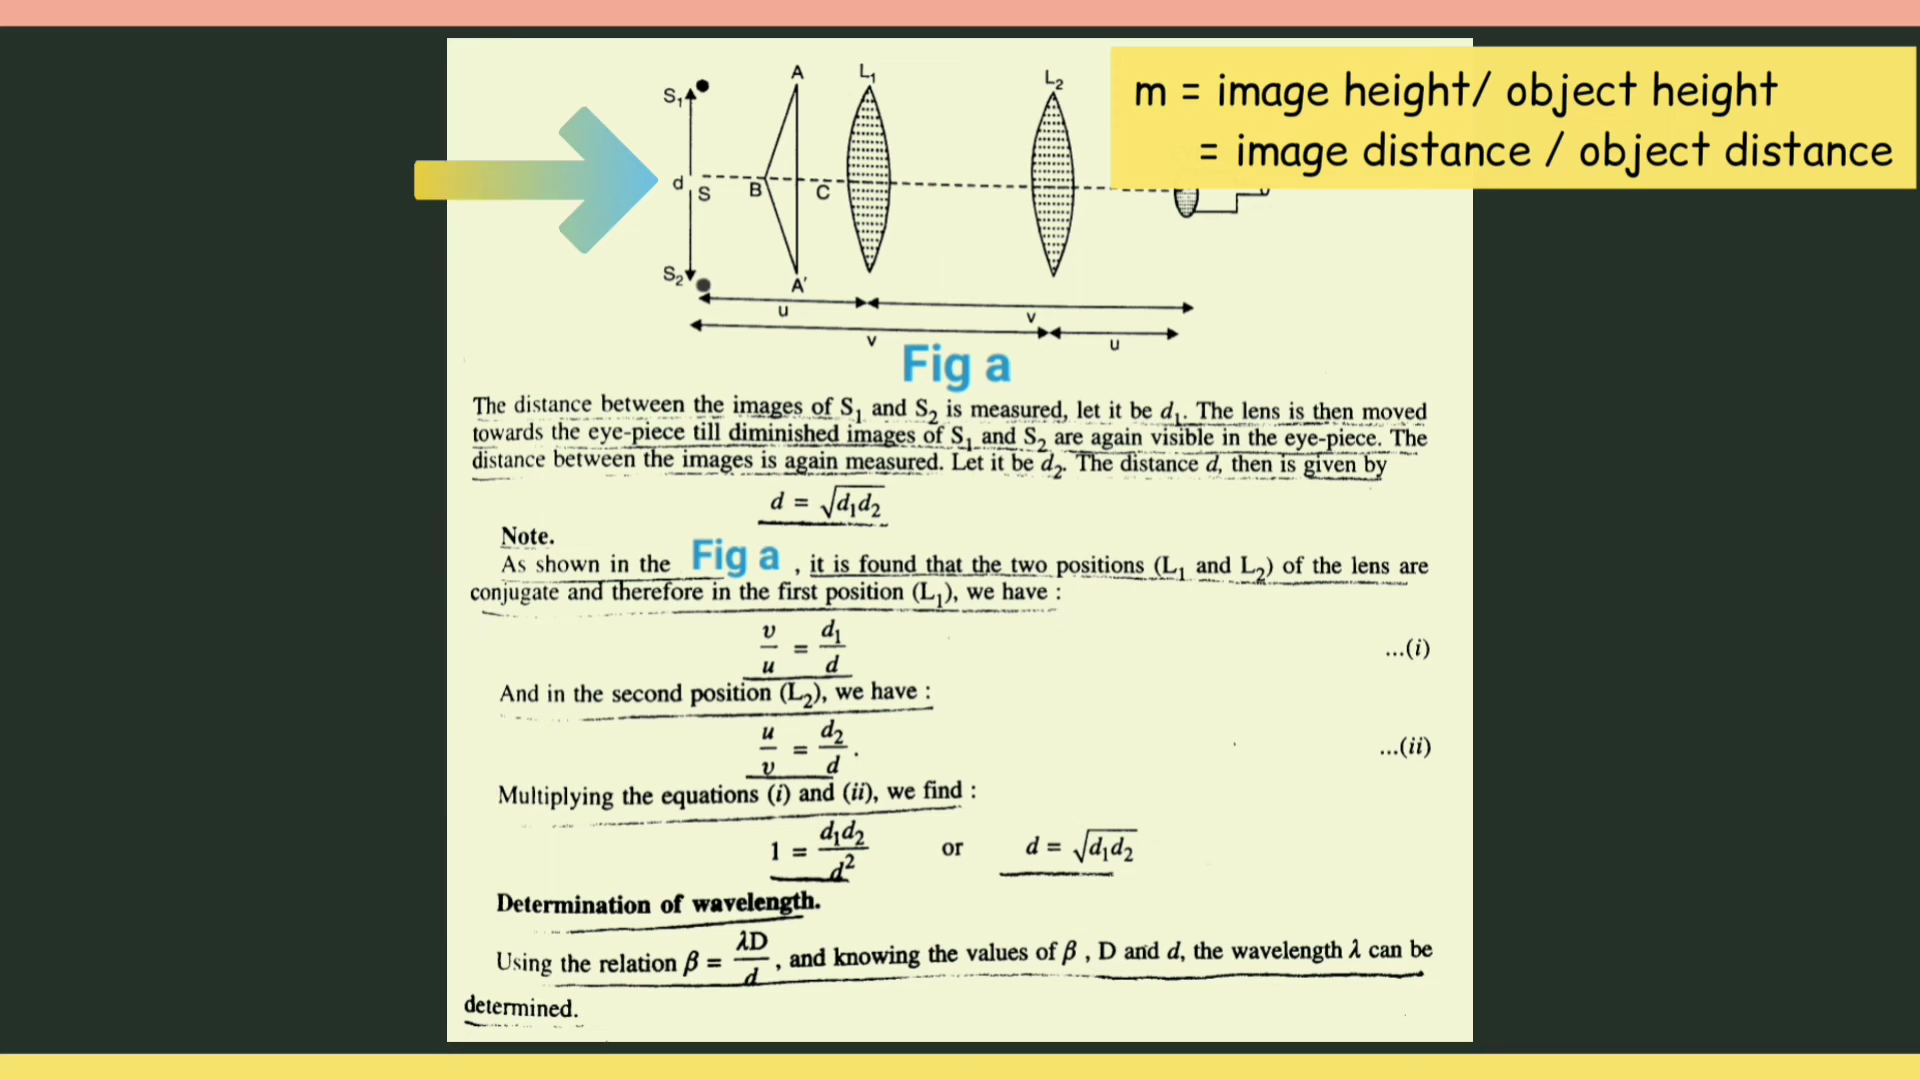 m = image height/ object height
= image distance / object distance
A
L1
L2
S1
d
S
B
C
S2
A'
u
v
v
u
Fig a
The distance between the images of S1 and S2 is measured, let it be d1. The lens is then moved
towards the eye-piece till diminished images of S1 and S2 are again visible in the eye-piece. The
distance between the images is again measured. Let it be d2. The distance d, then is given by
d = √d1d2
Note.
As shown in the Fig a , it is found that the two positions (L1 and L2) of the lens are
conjugate and therefore in the first position (L1), we have :
v/u = d1/d ...(i)
And in the second position (L2), we have :
u/v = d2/d . ...(ii)
Multiplying the equations (i) and (ii), we find :
1 = d1d2/d² or d = √d1d2
Determination of wavelength.
Using the relation β = λD/d , and knowing the values of β , D and d, the wavelength λ can be
determined.